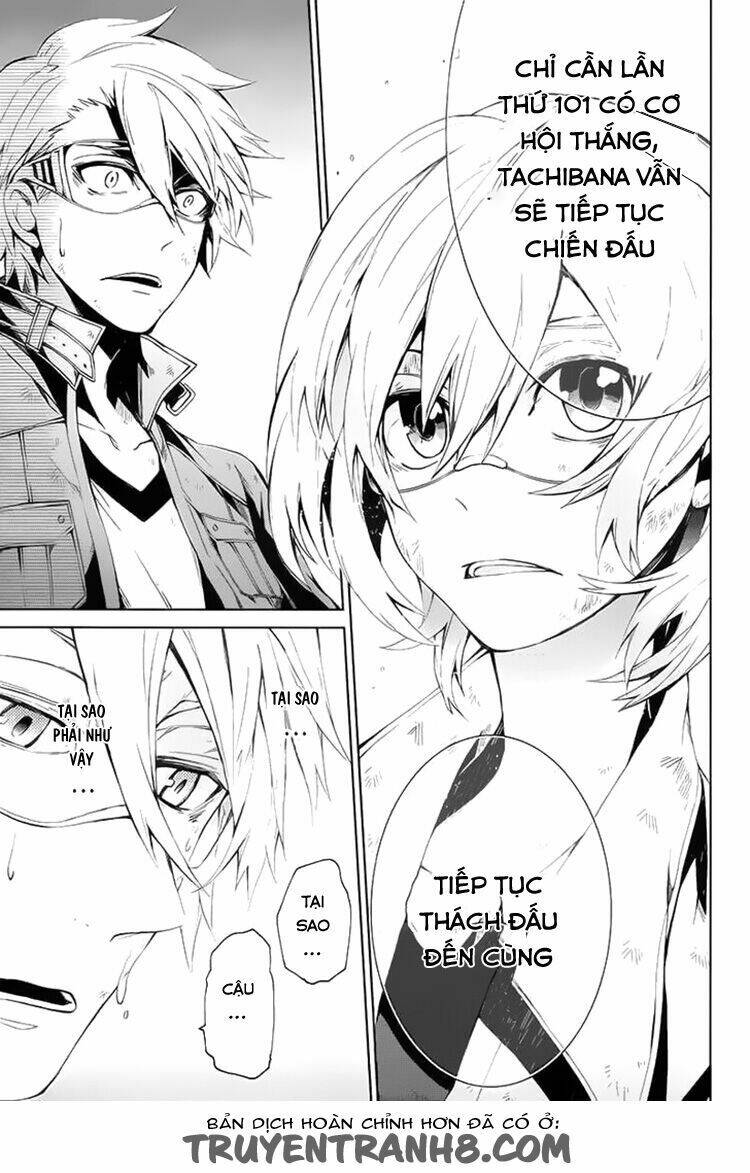 CHỈ CẦN LẦN
THỨ 101 CÓ CƠ
HỘI THẮNG,
TACHIBANA VẪN
SẼ TIẾP TỤC
CHIẾN ĐẤU
TIẾP TỤC
THÁCH ĐẤU
ĐẾN CÙNG
TẠI SAO
...
TẠI SAO
PHẢI NHƯ
VẬY
...
TẠI
SAO
...
CẬU
...
BẢN DỊCH HOÀN CHỈNH HƠN ĐÃ CÓ Ở:
TRUYENTRANH8.COM